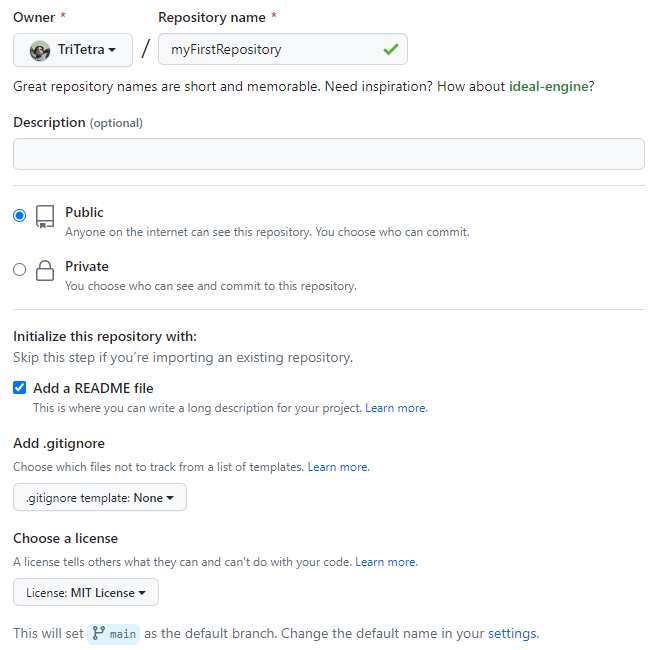 Owner * Repository name *
TriTetra / myFirstRepository
Great repository names are short and memorable. Need inspiration? How about ideal-engine?
Description (optional)
Public
Anyone on the internet can see this repository. You choose who can commit.
Private
You choose who can see and commit to this repository.
Initialize this repository with:
Skip this step if you’re importing an existing repository.
Add a README file
This is where you can write a long description for your project. Learn more.
Add .gitignore
Choose which files not to track from a list of templates. Learn more.
.gitignore template: None
Choose a license
A license tells others what they can and can't do with your code. Learn more.
License: MIT License
This will set main as the default branch. Change the default name in your settings.